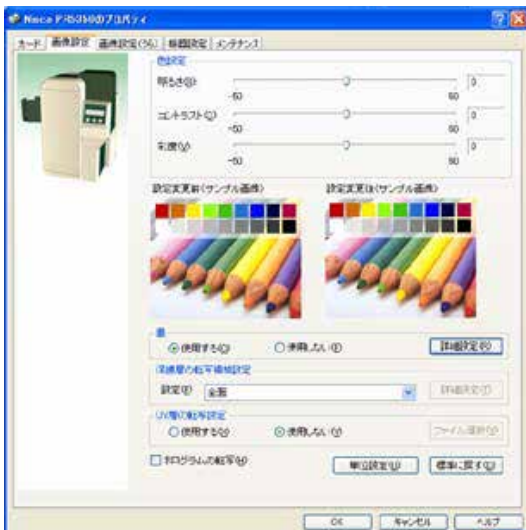 Nisca PR5350のプロパティ
カード 画像設定 画像設定(2/6) 機器設定 メンテナンス
色設定
明るさ(B): 0
-50 50
コントラスト(C) 0
-50 50
彩度(V) 0
-50 50
設定変更前(サンプル画像) 設定変更後(サンプル画像)
黒
使用する(Q) 使用しない(E) 詳細設定(R)
保護層の転写領域設定
設定(F) 全面 詳細設定(T)
UV層の転写設定
使用する(G) 使用しない(Y) ファイル選択(P)
ホログラムの転写(H)
単位設定(U) 標準に戻す(L)
OK キャンセル ヘルプ